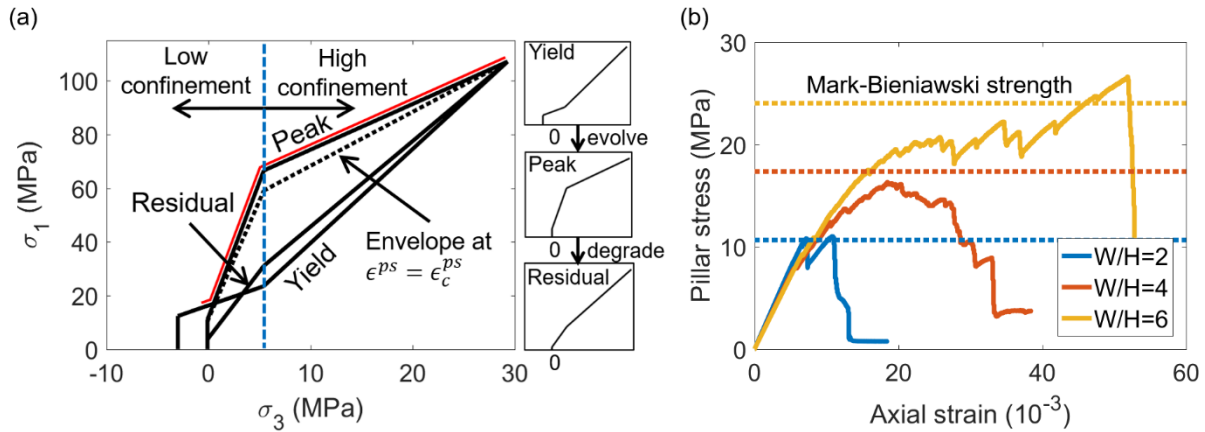 (a)
Low
confinement
High
confinement
Peak
Residual
Yield
Envelope at
ϵ^{ps} = ϵ_c^{ps}
100
80
60
40
20
0
σ₁ (MPa)
-10
0
10
20
30
σ₃ (MPa)
Yield
0
evolve
Peak
0
degrade
Residual
0
(b)
Mark-Bieniawski strength
30
20
10
0
Pillar stress (MPa)
0
20
40
60
Axial strain (10⁻³)
W/H=2
W/H=4
W/H=6